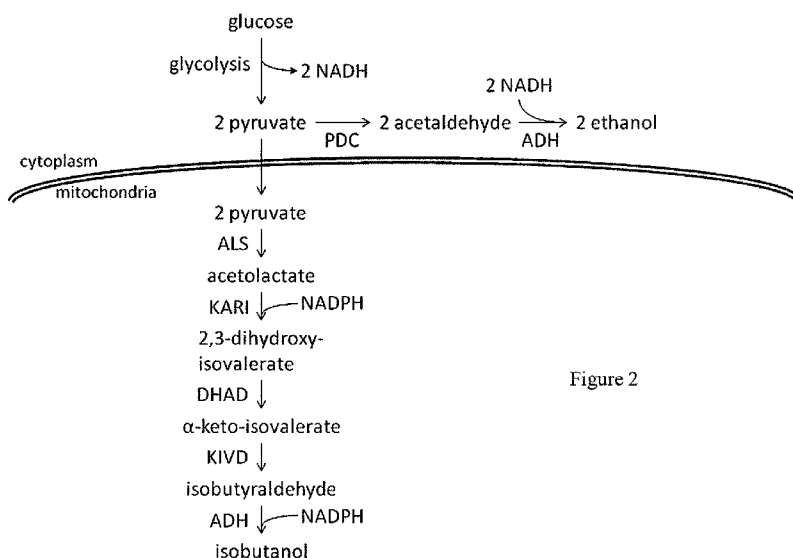 glucose
glycolysis
2 NADH
2 NADH
2 pyruvate
2 acetaldehyde
2 ethanol
PDC
ADH
cytoplasm
mitochondria
2 pyruvate
ALS
acetolactate
KARI
NADPH
2,3-dihydroxy-
isovalerate
Figure 2
DHAD
α-keto-isovalerate
KIVD
isobutyraldehyde
ADH
NADPH
isobutanol